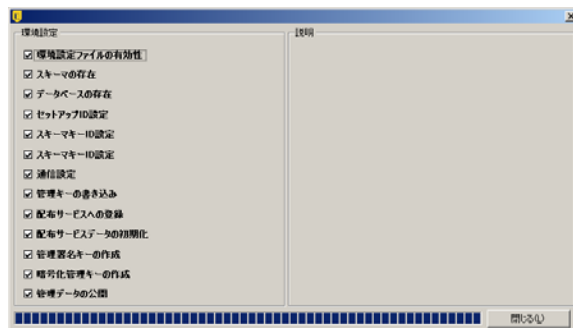 環境設定
環境設定ファイルの有効性
スキーマの存在
データベースの存在
セットアップID設定
スキーマキーID設定
スキーマキーID設定
通信設定
管理キーの書き込み
配布サービスへの登録
配布サービスデータの初期化
管理署名キーの作成
暗号化管理キーの作成
管理データの公開
説明
閉じる(L)